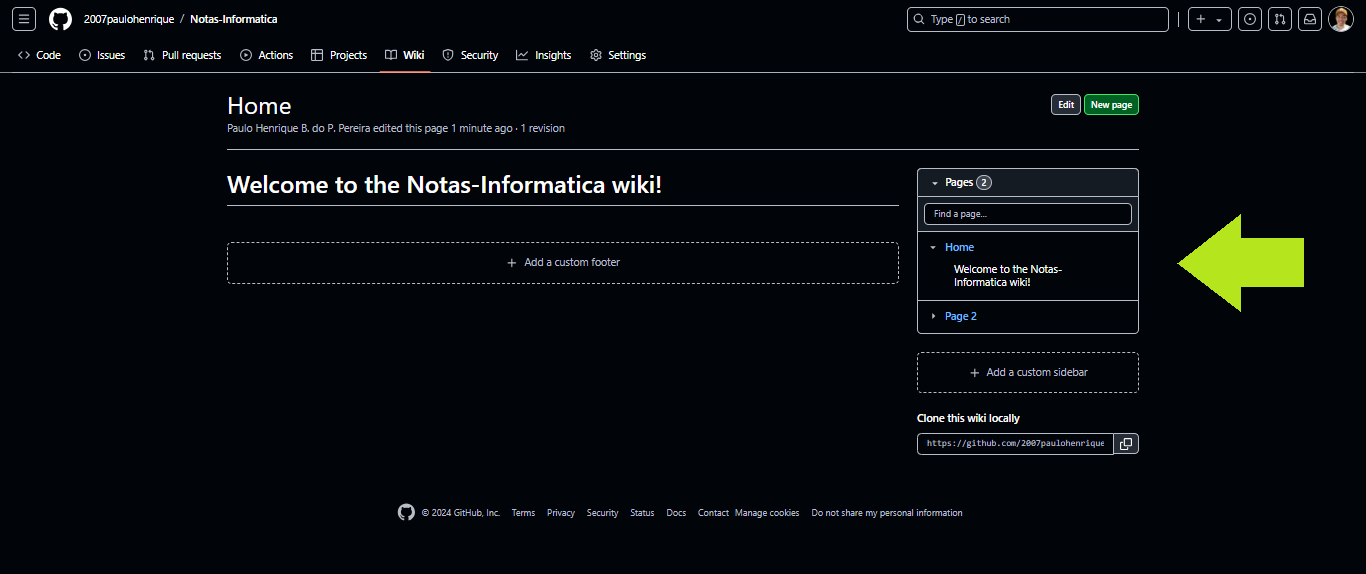 2007paulohenrique / Notas-Informatica
Type / to search
Code Issues Pull requests Actions Projects Wiki Security Insights Settings
Home
Edit New page
Paulo Henrique B. do P. Pereira edited this page 1 minute ago · 1 revision
Welcome to the Notas-Informatica wiki!
+ Add a custom footer
Pages 2
Find a page…
Home
Welcome to the Notas-
Informatica wiki!
Page 2
+ Add a custom sidebar
Clone this wiki locally
https://github.com/2007paulohenrique
© 2024 GitHub, Inc. Terms Privacy Security Status Docs Contact Manage cookies Do not share my personal information